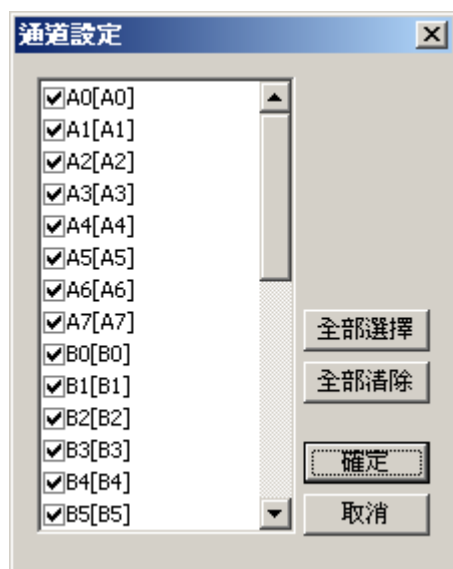 通道設定
A0[A0]
A1[A1]
A2[A2]
A3[A3]
A4[A4]
A5[A5]
A6[A6]
A7[A7]
B0[B0]
B1[B1]
B2[B2]
B3[B3]
B4[B4]
B5[B5]
全部選擇
全部清除
確定
取消